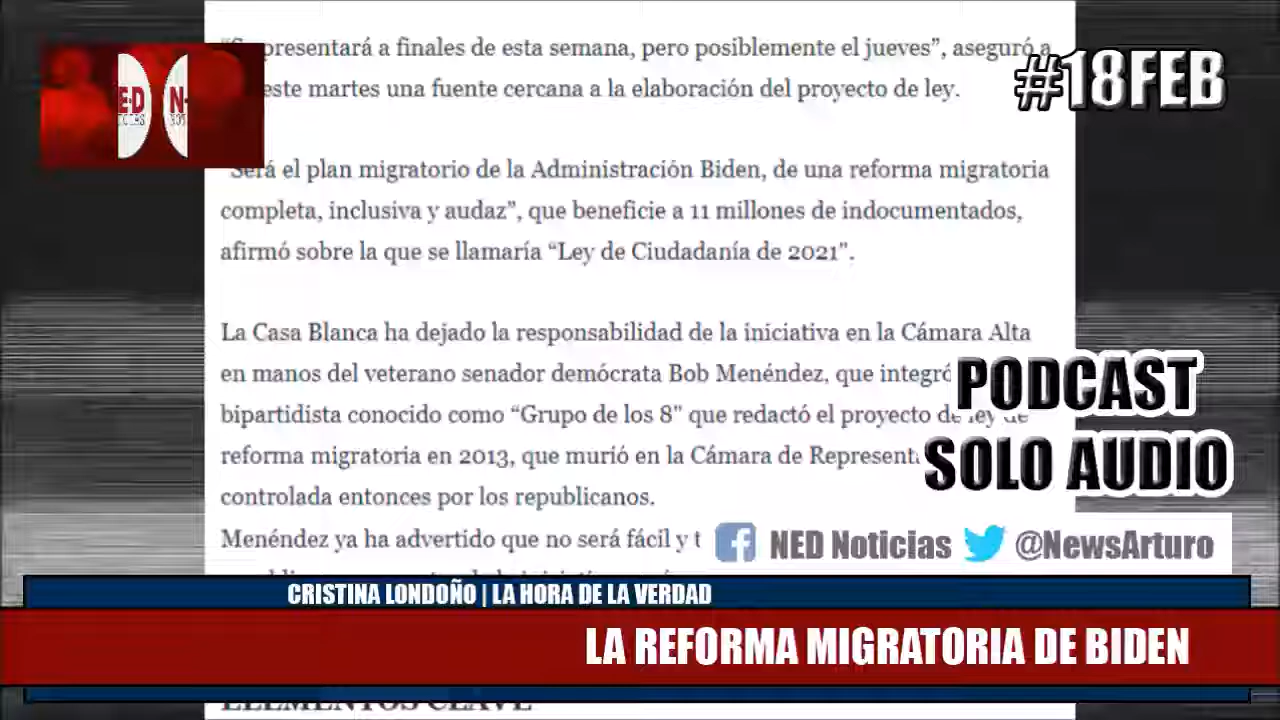 presentará a finales de esta semana, pero posiblemente el jueves”, aseguró a
este martes una fuente cercana a la elaboración del proyecto de ley.
#18FEB
E-D N-
“Será el plan migratorio de la Administración Biden, de una reforma migratoria
completa, inclusiva y audaz”, que beneficie a 11 millones de indocumentados,
afirmó sobre la que se llamaría “Ley de Ciudadanía de 2021”.
La Casa Blanca ha dejado la responsabilidad de la iniciativa en la Cámara Alta
en manos del veterano senador demócrata Bob Menéndez, que integró
bipartidista conocido como “Grupo de los 8” que redactó el proyecto de ley de
reforma migratoria en 2013, que murió en la Cámara de
controlada entonces por los republicanos.
Menéndez ya ha advertido que no será fácil y
PODCAST
SOLO AUDIO
NED Noticias @NewsArturo
CRISTINA LONDOÑO | LA HORA DE LA VERDAD
LA REFORMA MIGRATORIA DE BIDEN
ELEMENTOS CLAVE